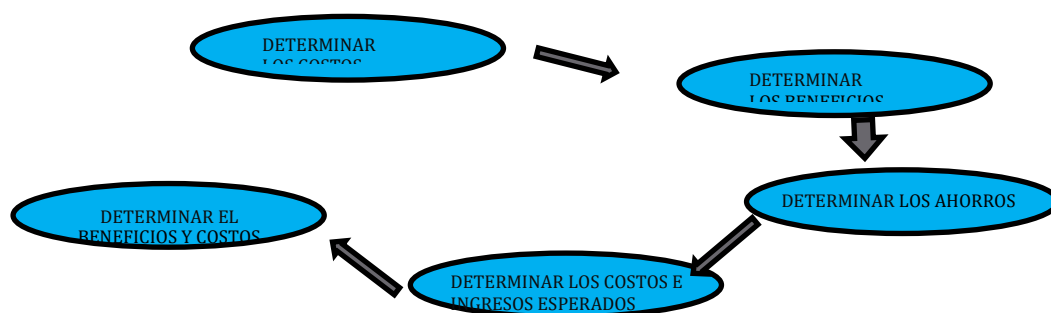 DETERMINAR
LOS COSTOS
DETERMINAR
LOS BENEFICIOS
DETERMINAR LOS AHORROS
DETERMINAR LOS COSTOS E
INGRESOS ESPERADOS
DETERMINAR EL
BENEFICIOS Y COSTOS